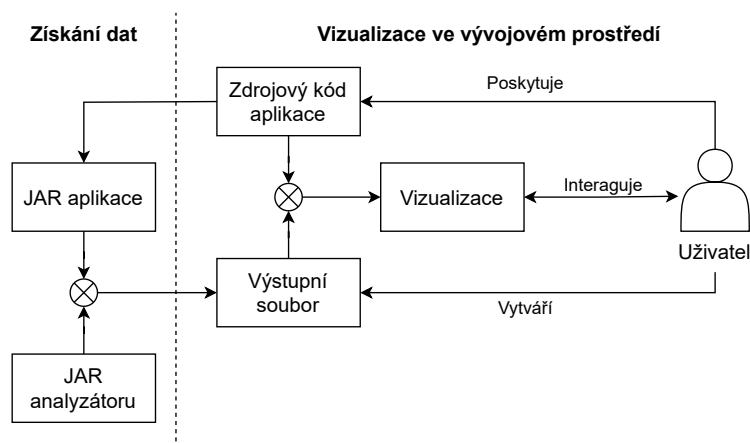 Získání dat
Vizualizace ve vývojovém prostředí
Zdrojový kód
aplikace
Poskytuje
JAR aplikace
Vizualizace
Interaguje
Uživatel
Výstupní
soubor
Vytváří
JAR
analyzátoru